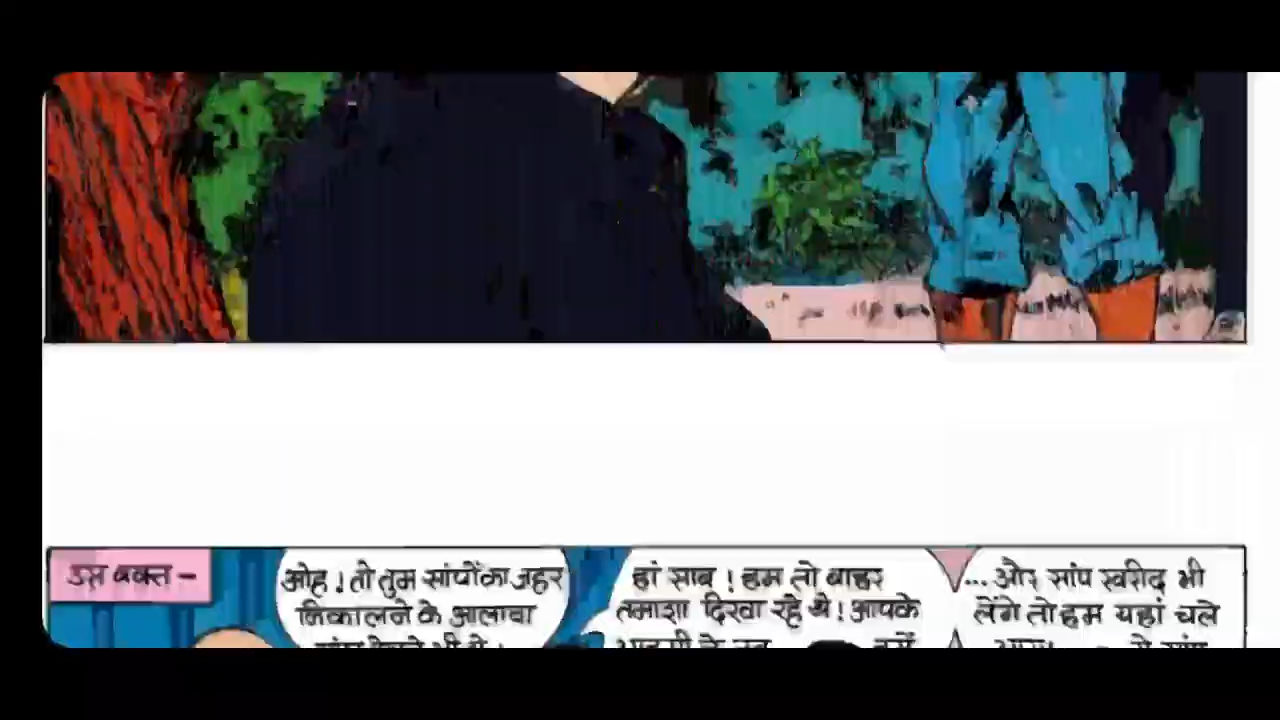 उस वक्त-
ओह! तो तुम सांपों का जहर
निकालने के आलावा
हां साब! हम तो बाहर
तमाशा दिखा रहे थे! आपके
... और सांप खरीद भी
लेंगे तो हम यहां चले